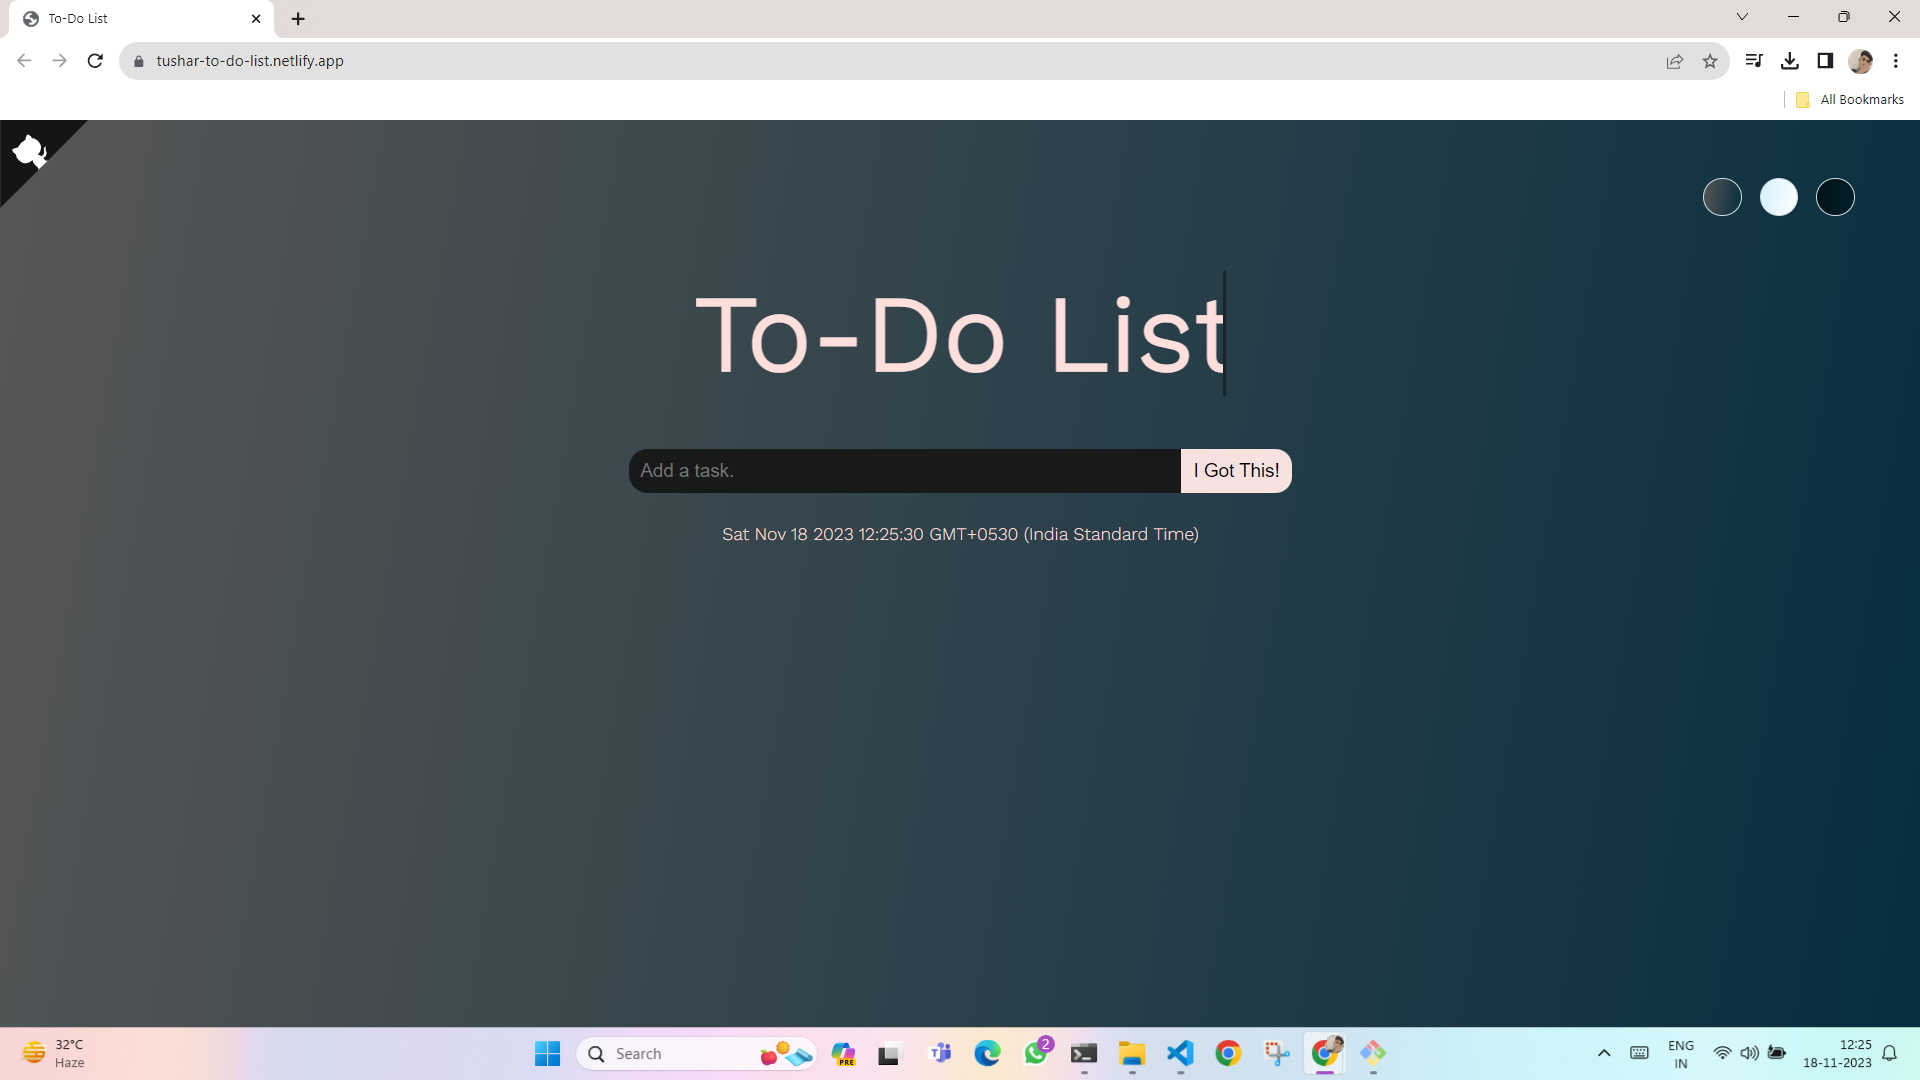 To-Do List
tushar-to-do-list.netlify.app
All Bookmarks
To-Do List
Add a task.
I Got This!
Sat Nov 18 2023 12:25:30 GMT+0530 (India Standard Time)
32°C
Haze
Search
PRE
2
ENG
IN
12:25
18-11-2023